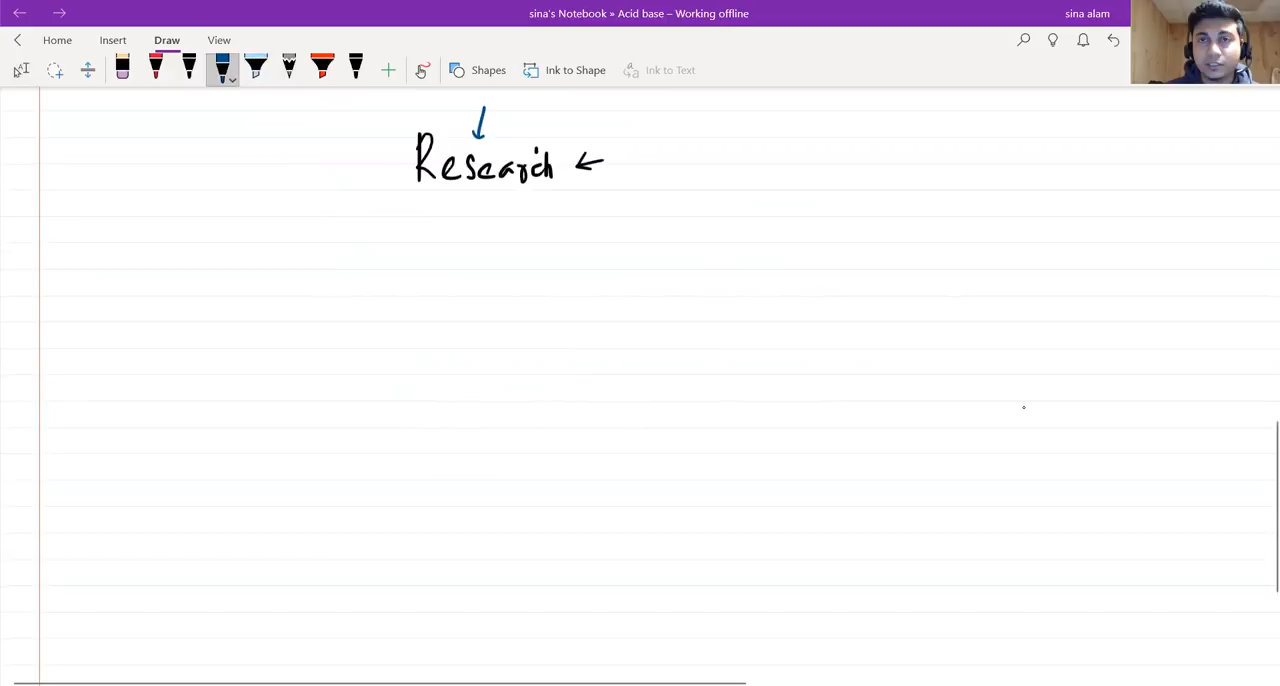 sina's Notebook » Acid base – Working offline
sina alam
Home Insert Draw View
Shapes Ink to Shape Ink to Text
Research ←